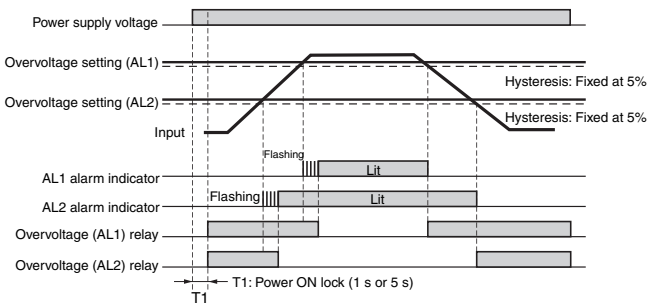 Power supply voltage
Overvoltage setting (AL1)
Hysteresis: Fixed at 5%
Overvoltage setting (AL2)
Hysteresis: Fixed at 5%
Input
Flashing
Lit
AL1 alarm indicator
Flashing
Lit
AL2 alarm indicator
Overvoltage (AL1) relay
Overvoltage (AL2) relay
T1: Power ON lock (1 s or 5 s)
T1